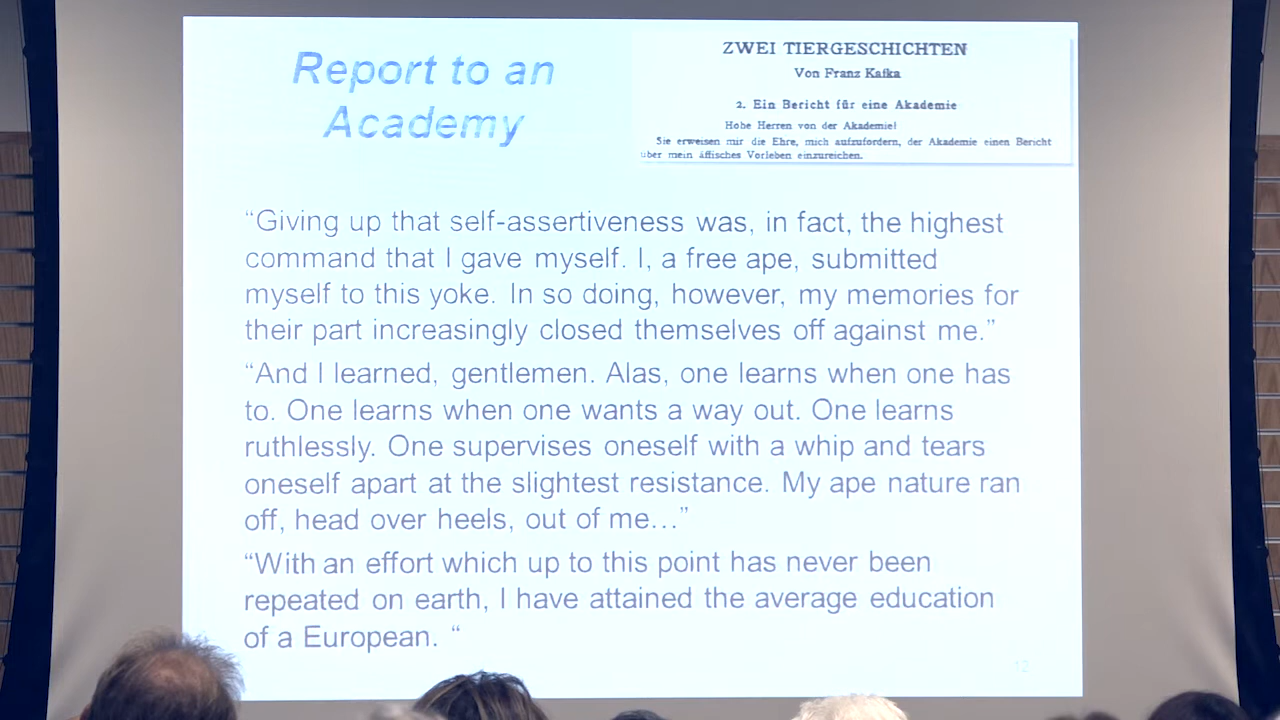 Report to an
Academy
ZWEI TIERGESCHICHTEN
Von Franz Kafka
2. Ein Bericht für eine Akademie
Hohe Herren von der Akademie!
Sie erweisen mir die Ehre, mich aufzufordern, der Akademie einen Bericht
über mein äffisches Vorleben einzureichen.
“Giving up that self-assertiveness was, in fact, the highest
command that I gave myself. I, a free ape, submitted
myself to this yoke. In so doing, however, my memories for
their part increasingly closed themselves off against me.”
“And I learned, gentlemen. Alas, one learns when one has
to. One learns when one wants a way out. One learns
ruthlessly. One supervises oneself with a whip and tears
oneself apart at the slightest resistance. My ape nature ran
off, head over heels, out of me…”
“With an effort which up to this point has never been
repeated on earth, I have attained the average education
of a European. “
12